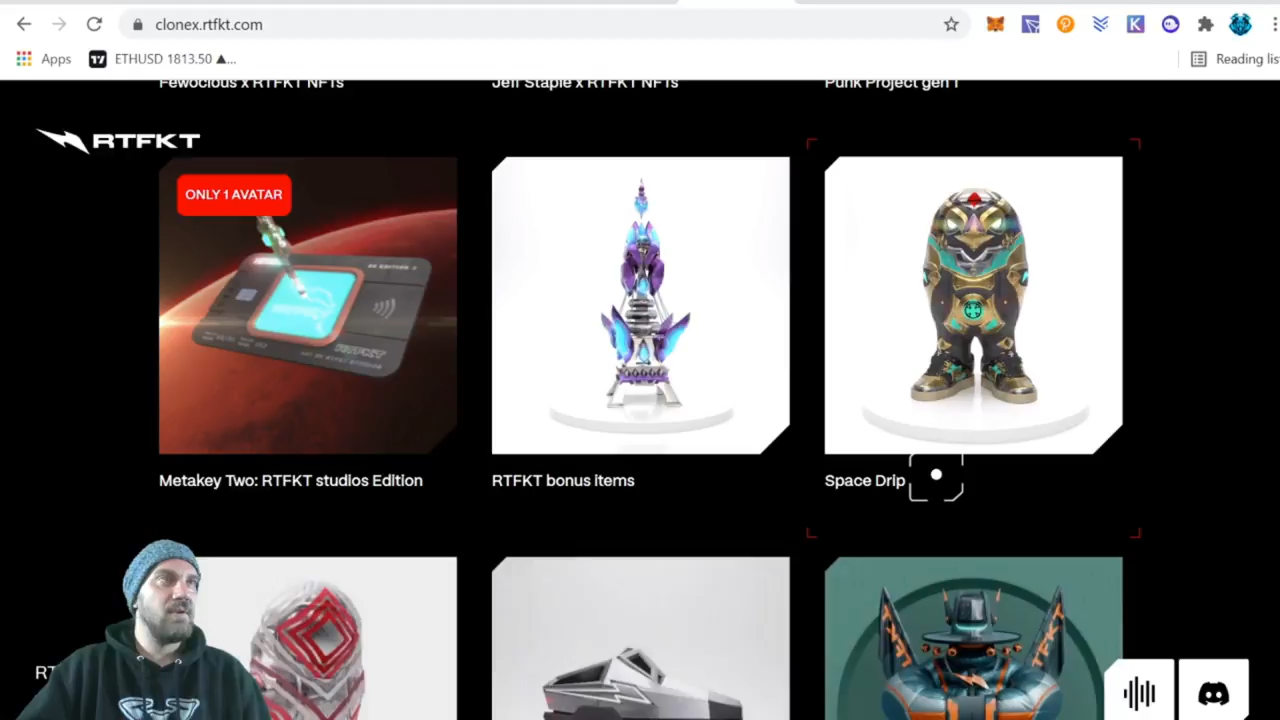 clonex.rtfkt.com
Apps
ETHUSD 1813.50 ▲...
Reading list
Fewocious x RTFKT NFTs
Jeff Staple x RTFKT NFTs
Punk Project gen 1
RTFKT
ONLY 1 AVATAR
Metakey Two: RTFKT studios Edition
RTFKT bonus items
Space Drip